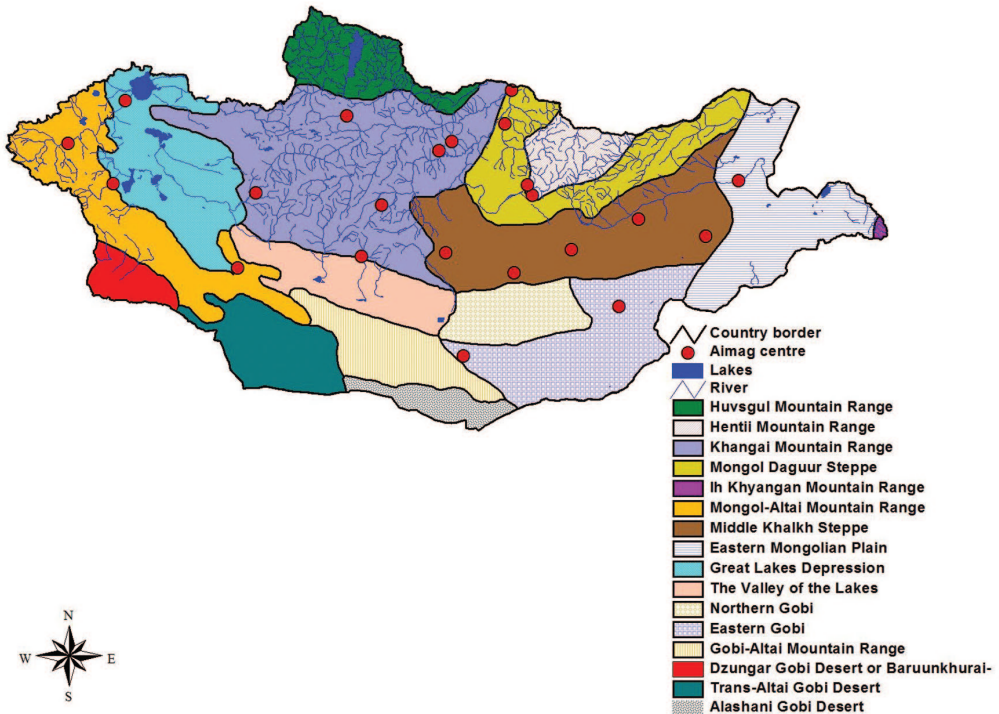 Country border
Aimag centre
Lakes
River
Huvsgul Mountain Range
Hentii Mountain Range
Khangai Mountain Range
Mongol Daguur Steppe
Ih Khyangan Mountain Range
Mongol-Altai Mountain Range
Middle Khalkh Steppe
Eastern Mongolian Plain
Great Lakes Depression
The Valley of the Lakes
Northern Gobi
Eastern Gobi
Gobi-Altai Mountain Range
Dzungar Gobi Desert or Baruunkhurai-
Trans-Altai Gobi Desert
Alashani Gobi Desert
N
W E
S